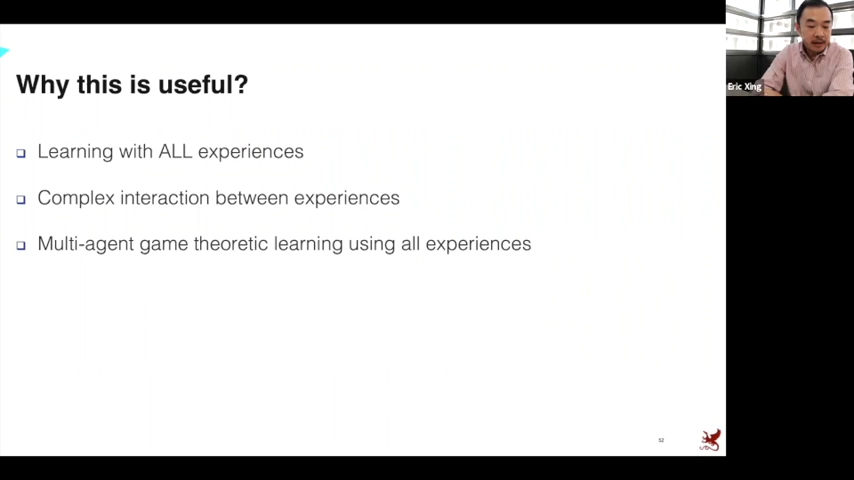 Why this is useful?
Learning with ALL experiences
Complex interaction between experiences
Multi-agent game theoretic learning using all experiences
52
Eric Xing